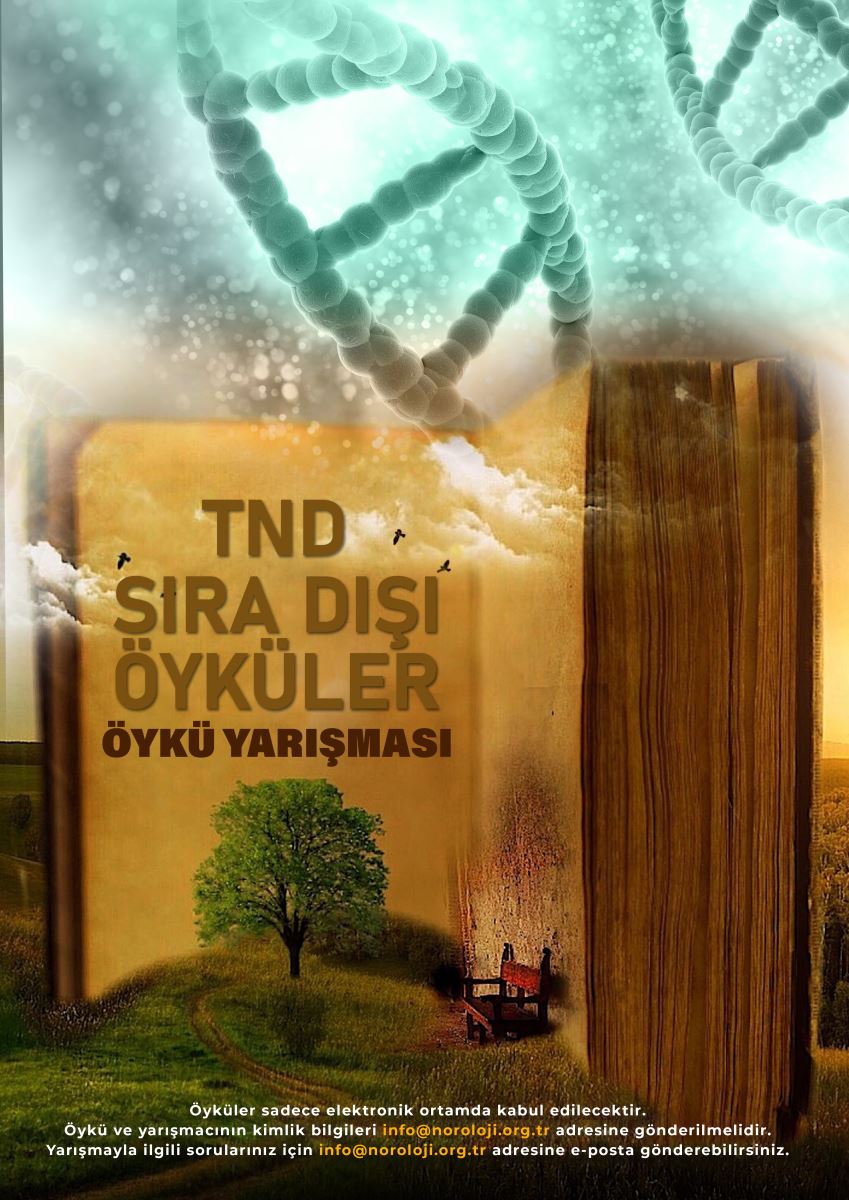 TND
SIRA DIŞI
ÖYKÜLER
ÖYKÜ YARIŞMASI
Öyküler sadece elektronik ortamda kabul edilecektir.
Öykü ve yarışmacının kimlik bilgileri info@noroloji.org.tr adresine gönderilmelidir.
Yarışmayla ilgili sorularınız için info@noroloji.org.tr adresine e-posta gönderebilirsiniz.